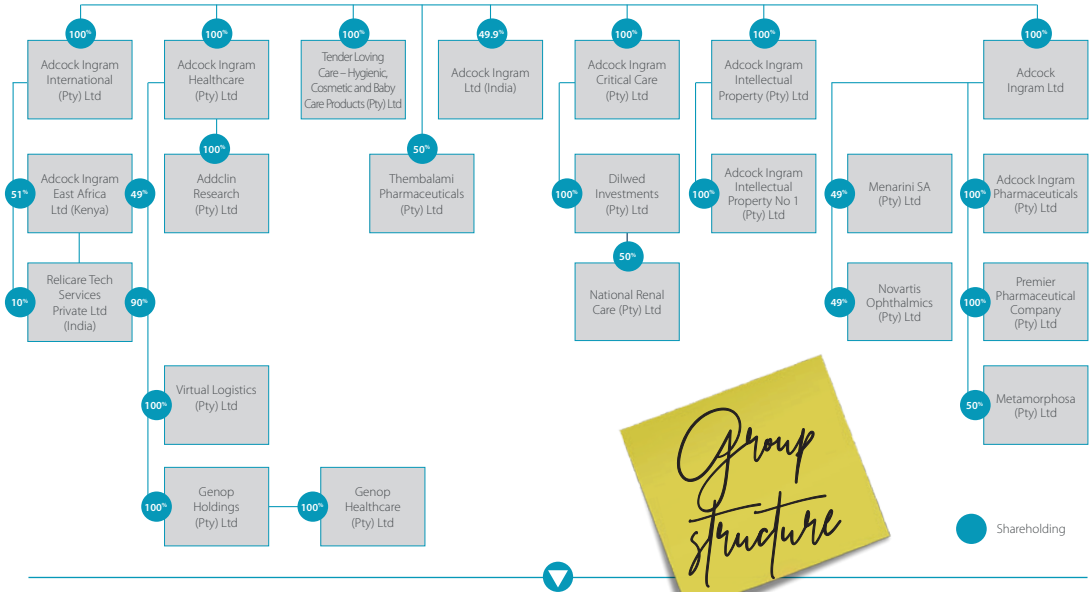 100%
100%
100%
49.9%
100%
100%
100%
Adcock Ingram
International
(Pty) Ltd
Adcock Ingram
Healthcare
(Pty) Ltd
Tender Loving
Care – Hygienic,
Cosmetic and Baby
Care Products (Pty) Ltd
Adcock Ingram
Ltd (India)
Adcock Ingram
Critical Care
(Pty) Ltd
Adcock Ingram
Intellectual
Property (Pty) Ltd
Adcock
Ingram Ltd
100%
50%
51%
Adcock Ingram
East Africa
Ltd (Kenya)
49%
Addclin
Research
(Pty) Ltd
Thembalami
Pharmaceuticals
(Pty) Ltd
100%
Dilwed
Investments
(Pty) Ltd
100%
Adcock Ingram
Intellectual
Property No 1
(Pty) Ltd
49%
Menarini SA
(Pty) Ltd
100%
Adcock Ingram
Pharmaceuticals
(Pty) Ltd
50%
10%
Relicare Tech
Services
Private Ltd
(India)
90%
National Renal
Care (Pty) Ltd
49%
Novartis
Ophthalmics
(Pty) Ltd
100%
Premier
Pharmaceutical
Company
(Pty) Ltd
100%
Virtual Logistics
(Pty) Ltd
50%
Metamorphosa
(Pty) Ltd
100%
Genop
Holdings
(Pty) Ltd
100%
Genop
Healthcare
(Pty) Ltd
Group
structure
Shareholding